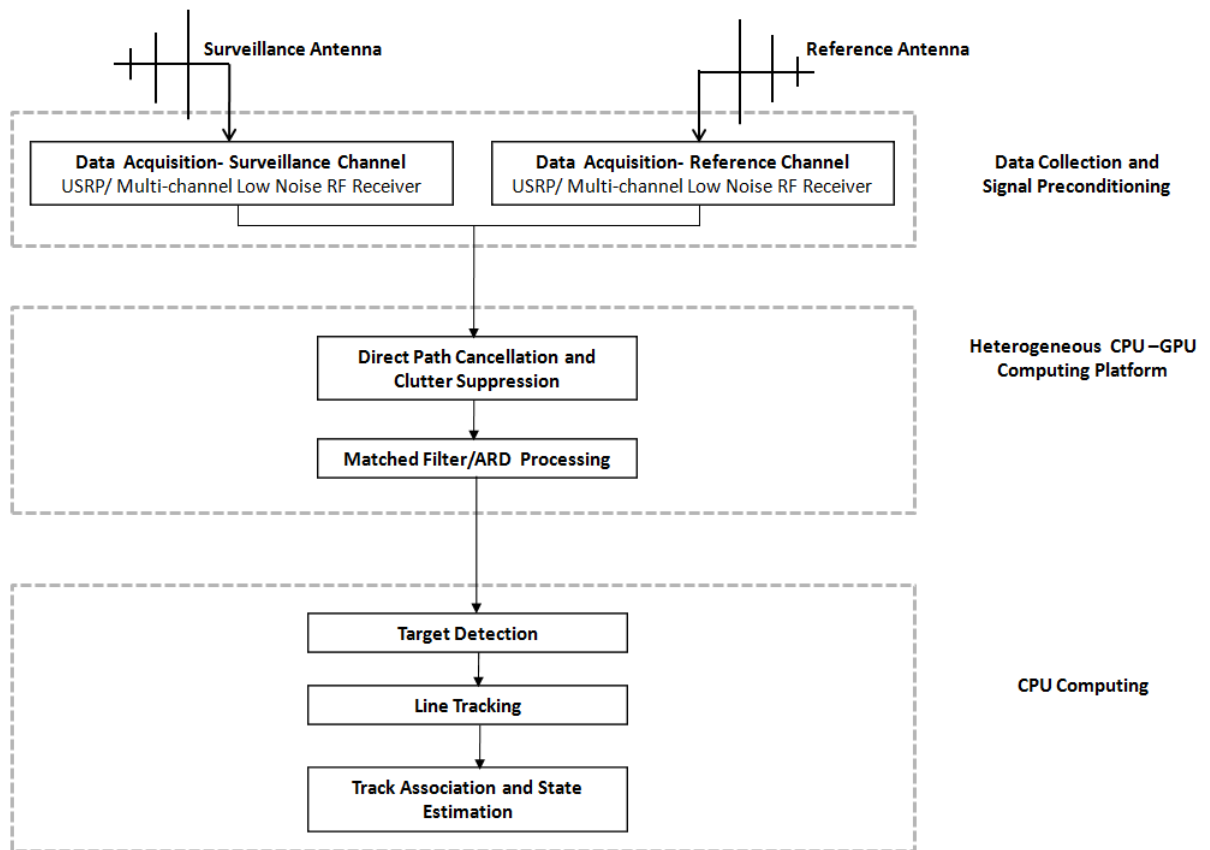 Surveillance Antenna
Reference Antenna
Data Acquisition- Surveillance Channel
USRP/ Multi-channel Low Noise RF Receiver
Data Acquisition- Reference Channel
USRP/ Multi-channel Low Noise RF Receiver
Data Collection and
Signal Preconditioning
Direct Path Cancellation and
Clutter Suppression
Matched Filter/ARD Processing
Heterogeneous CPU –GPU
Computing Platform
Target Detection
Line Tracking
Track Association and State
Estimation
CPU Computing